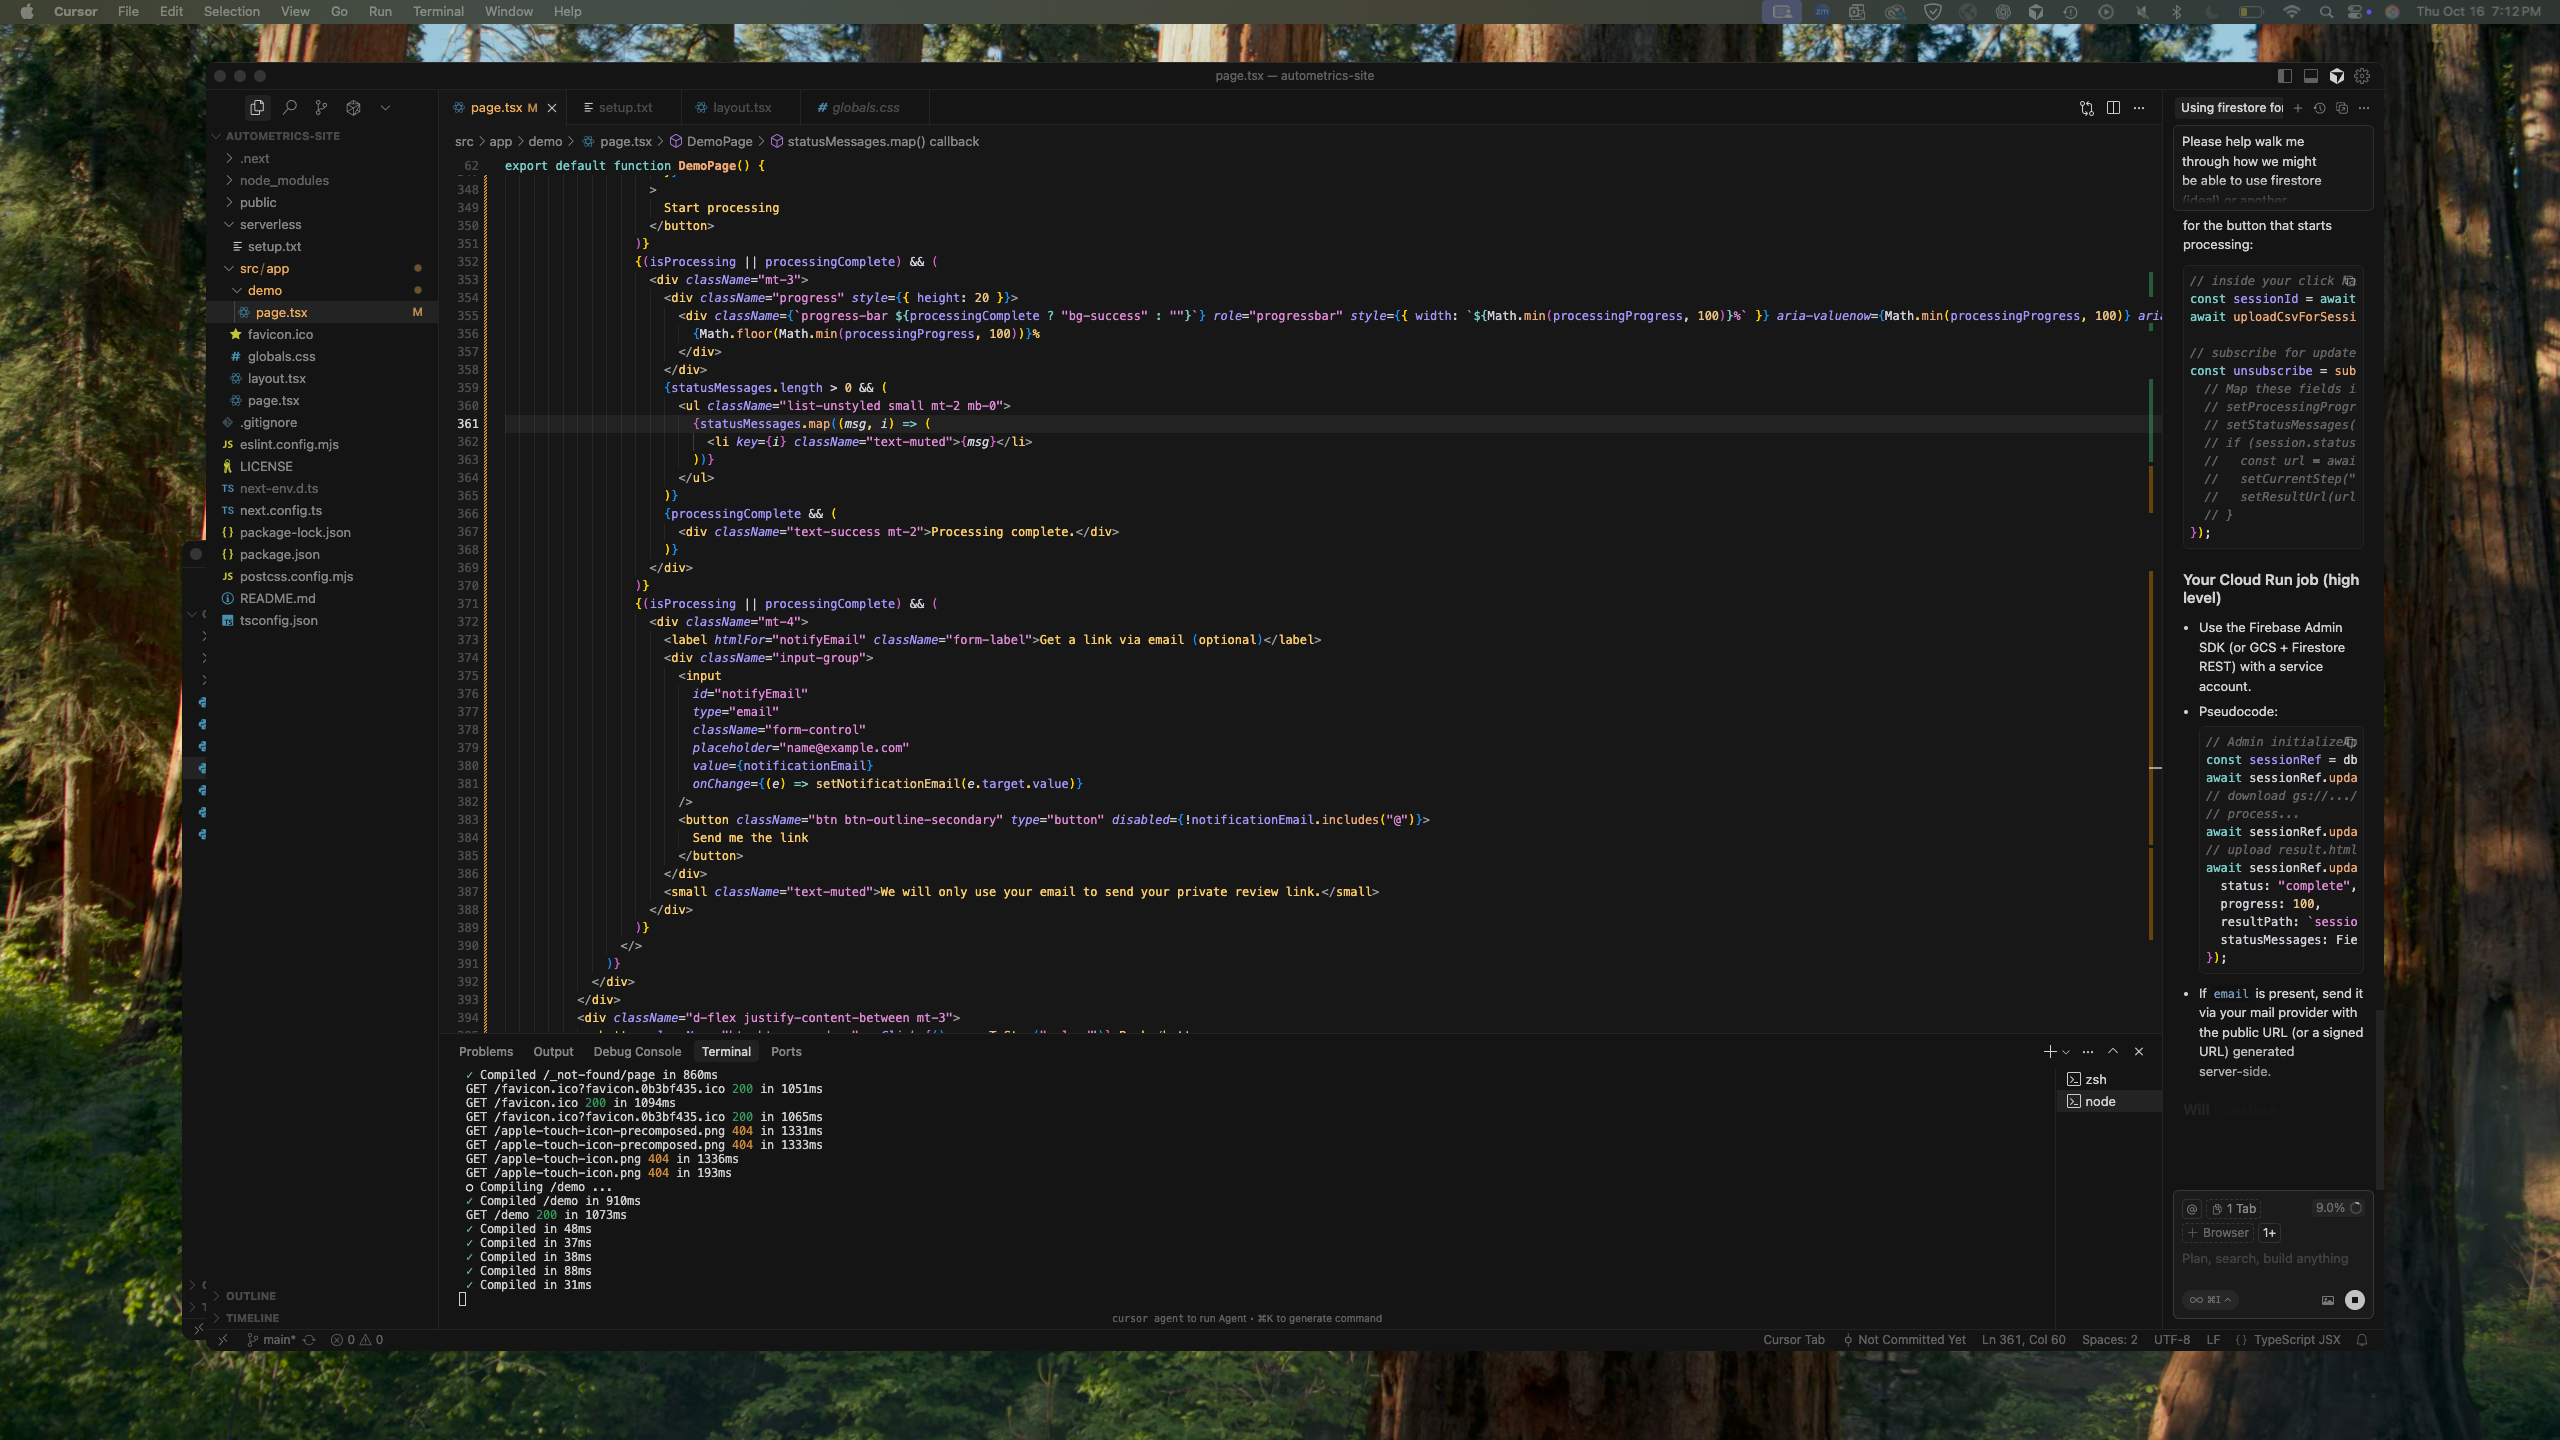 Cursor File Edit Selection View Go Run Terminal Window Help
zm
Thu Oct 16 7:12 PM
page.tsx — autometrics-site
page.tsx M
setup.txt
layout.tsx
# globals.css
src > app > demo > page.tsx > DemoPage > statusMessages.map() callback
AUTOMETRICS-SITE
.next
node_modules
public
serverless
setup.txt
src/app
demo
page.tsx M
favicon.ico
# globals.css
layout.tsx
page.tsx
.gitignore
JS eslint.config.mjs
LICENSE
TS next-env.d.ts
TS next.config.ts
{} package-lock.json
{} package.json
JS postcss.config.mjs
README.md
tsconfig.json
OUTLINE
TIMELINE
62 export default function DemoPage() {
348 >
349 Start processing
350 </button>
351 )}
352 {(isProcessing || processingComplete) && (
353 <div className="mt-3">
354 <div className="progress" style={{ height: 20 }}>
355 <div className={`progress-bar ${processingComplete ? "bg-success" : ""}`} role="progressbar" style={{ width: `${Math.min(processingProgress, 100)}%` }} aria-valuenow={Math.min(processingProgress, 100)} aria
356 {Math.floor(Math.min(processingProgress, 100))}%
357 </div>
358 </div>
359 {statusMessages.length > 0 && (
360 <ul className="list-unstyled small mt-2 mb-0">
361 {statusMessages.map((msg, i) => (
362 <li key={i} className="text-muted">{msg}</li>
363 ))}
364 </ul>
365 )}
366 {processingComplete && (
367 <div className="text-success mt-2">Processing complete.</div>
368 )}
369 </div>
370 )}
371 {(isProcessing || processingComplete) && (
372 <div className="mt-4">
373 <label htmlFor="notifyEmail" className="form-label">Get a link via email (optional)</label>
374 <div className="input-group">
375 <input
376 id="notifyEmail"
377 type="email"
378 className="form-control"
379 placeholder="name@example.com"
380 value={notificationEmail}
381 onChange={(e) => setNotificationEmail(e.target.value)}
382 />
383 <button className="btn btn-outline-secondary" type="button" disabled={!notificationEmail.includes("@")}>
384 Send me the link
385 </button>
386 </div>
387 <small className="text-muted">We will only use your email to send your private review link.</small>
388 </div>
389 )}
390 </>
391 )}
392 </div>
393 </div>
394 <div className="d-flex justify-content-between mt-3">
Problems Output Debug Console Terminal Ports
✓ Compiled /_not-found/page in 860ms
GET /favicon.ico?favicon.0b3bf435.ico 200 in 1051ms
GET /favicon.ico 200 in 1094ms
GET /favicon.ico?favicon.0b3bf435.ico 200 in 1065ms
GET /apple-touch-icon-precomposed.png 404 in 1331ms
GET /apple-touch-icon-precomposed.png 404 in 1333ms
GET /apple-touch-icon.png 404 in 1336ms
GET /apple-touch-icon.png 404 in 193ms
○ Compiling /demo ...
✓ Compiled /demo in 910ms
GET /demo 200 in 1073ms
✓ Compiled in 48ms
✓ Compiled in 37ms
✓ Compiled in 38ms
✓ Compiled in 88ms
✓ Compiled in 31ms
zsh
node
cursor agent to run Agent • ⌘K to generate command
Using firestore for
Please help walk me
through how we might
be able to use firestore
(ideal) or another
for the button that starts
processing:
// inside your click
const sessionId = await
await uploadCsvForSessi
// subscribe for update
const unsubscribe = sub
// Map these fields i
// setProcessingProgr
// setStatusMessages(
// if (session.status
// const url = awai
// setCurrentStep("
// setResultUrl(url
// }
});
Your Cloud Run job (high
level)
• Use the Firebase Admin
SDK (or GCS + Firestore
REST) with a service
account.
• Pseudocode:
// Admin initialize
const sessionRef = db
await sessionRef.upda
// download gs://.../
// process...
await sessionRef.upda
// upload result.html
await sessionRef.upda
status: "complete",
progress: 100,
resultPath: `sessio
statusMessages: Fie
});
• If email is present, send it
via your mail provider with
the public URL (or a signed
URL) generated
server-side.
Will
@ 1 Tab 9.0%
+ Browser 1+
Plan, search, build anything
∞ ⌘I
main* 0 0
Cursor Tab Not Committed Yet Ln 361, Col 60 Spaces: 2 UTF-8 LF {} TypeScript JSX